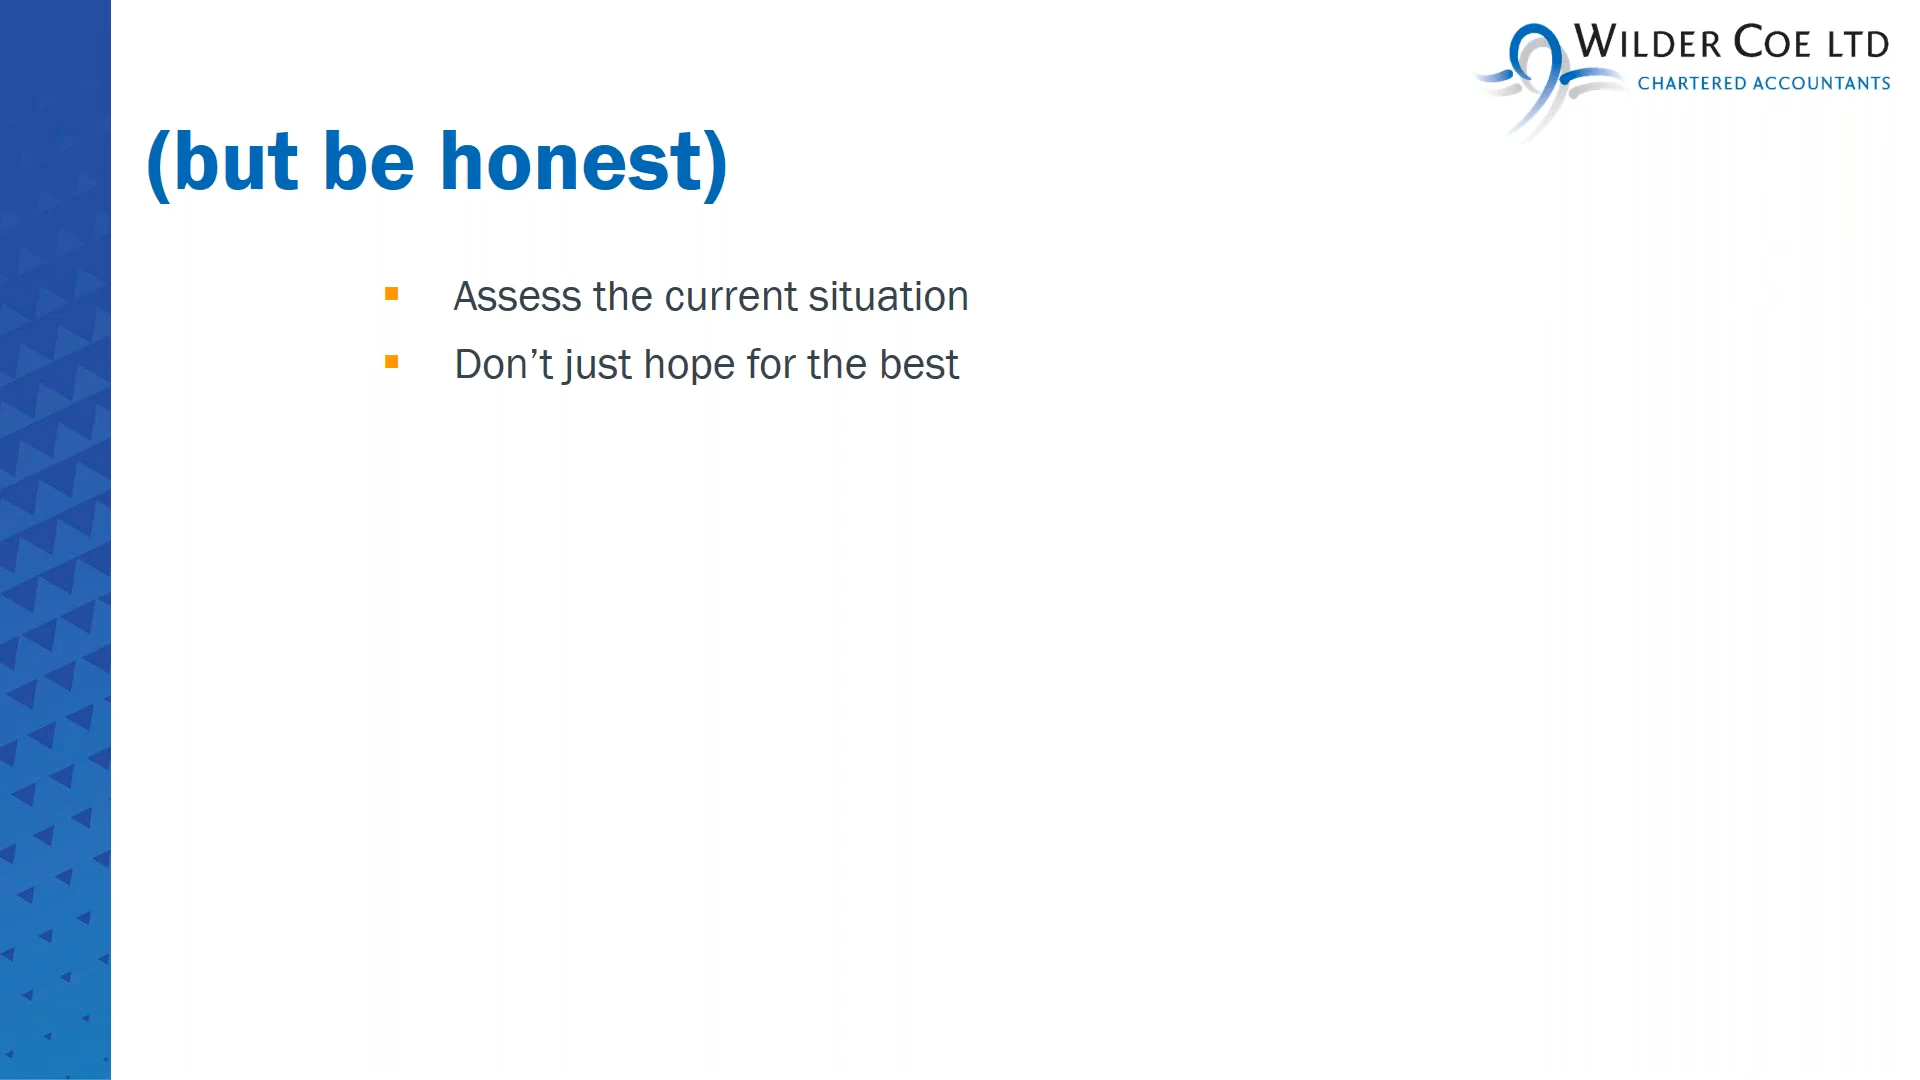 WILDER COE LTD
CHARTERED ACCOUNTANTS
(but be honest)
Assess the current situation
Don’t just hope for the best